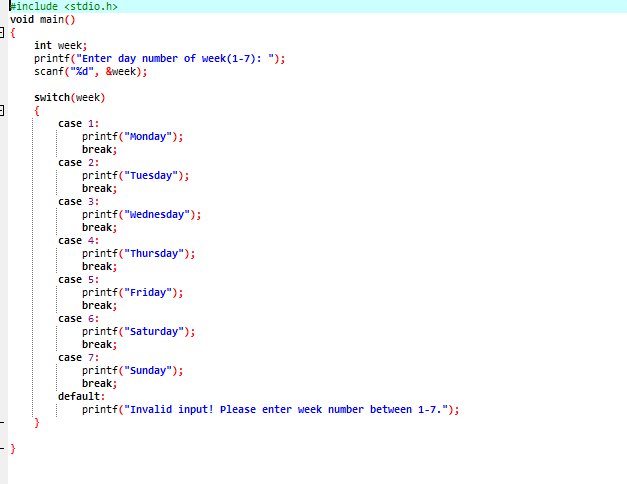 #include <stdio.h>
void main()
{
    int week;
    printf("Enter day number of week(1-7): ");
    scanf("%d", &week);

    switch(week)
    {
        case 1:
            printf("Monday");
            break;
        case 2:
            printf("Tuesday");
            break;
        case 3:
            printf("Wednesday");
            break;
        case 4:
            printf("Thursday");
            break;
        case 5:
            printf("Friday");
            break;
        case 6:
            printf("Saturday");
            break;
        case 7:
            printf("Sunday");
            break;
        default:
            printf("Invalid input! Please enter week number between 1-7.");
    }

}